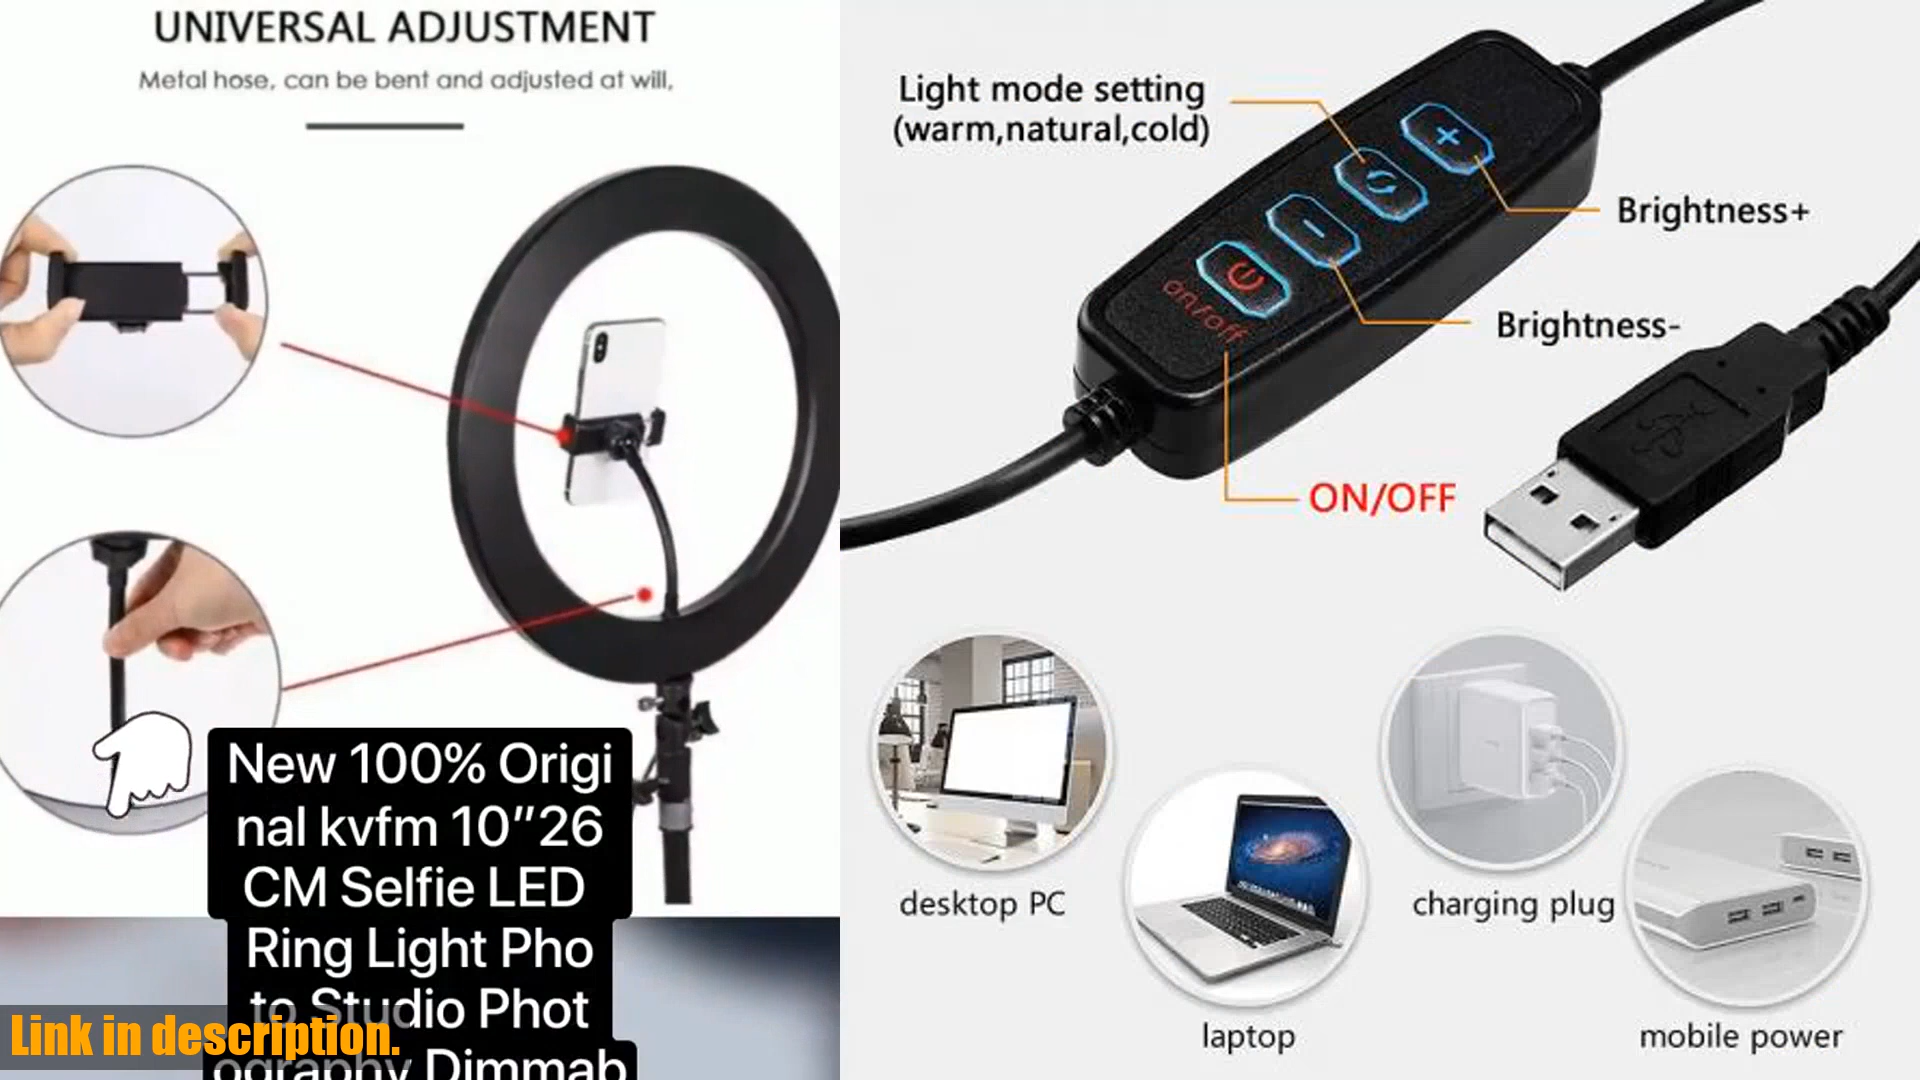 UNIVERSAL ADJUSTMENT
Metal hose, can be bent and adjusted at will,
New 100% Origi
nal kvfm 10”26
CM Selfie LED
Ring Light Pho
to Studio Phot
ography Dimmab
Link in description.
Light mode setting
(warm,natural,cold)
Brightness+
Brightness-
on/off
ON/OFF
desktop PC
laptop
charging plug
mobile power